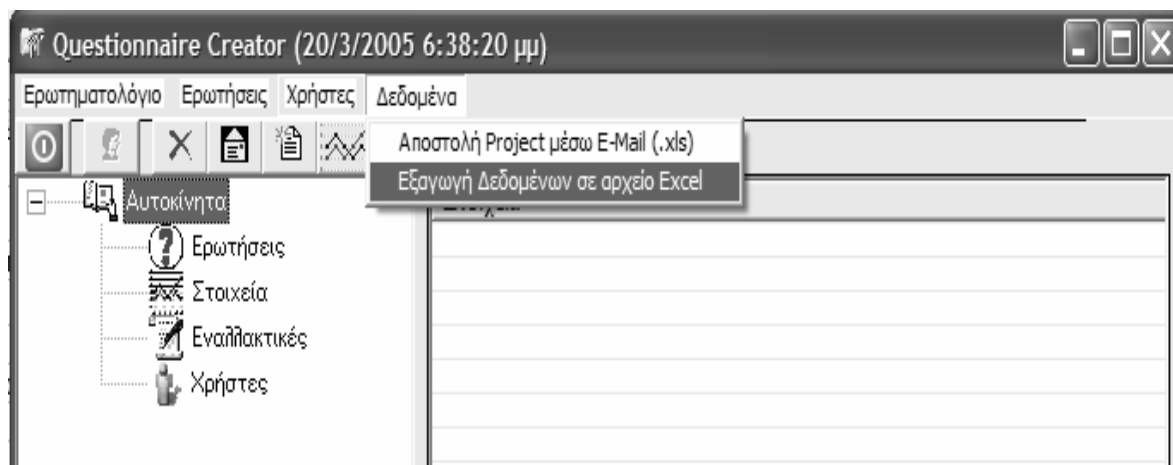 Questionnaire Creator (20/3/2005 6:38:20 μμ)
Ερωτηματολόγιο Ερωτήσεις Χρήστες Δεδομένα
Αποστολή Project μέσω E-Mail (.xls)
Εξαγωγή Δεδομένων σε αρχείο Excel
Αυτοκίνητα
Ερωτήσεις
Στοιχεία
Εναλλακτικές
Χρήστες